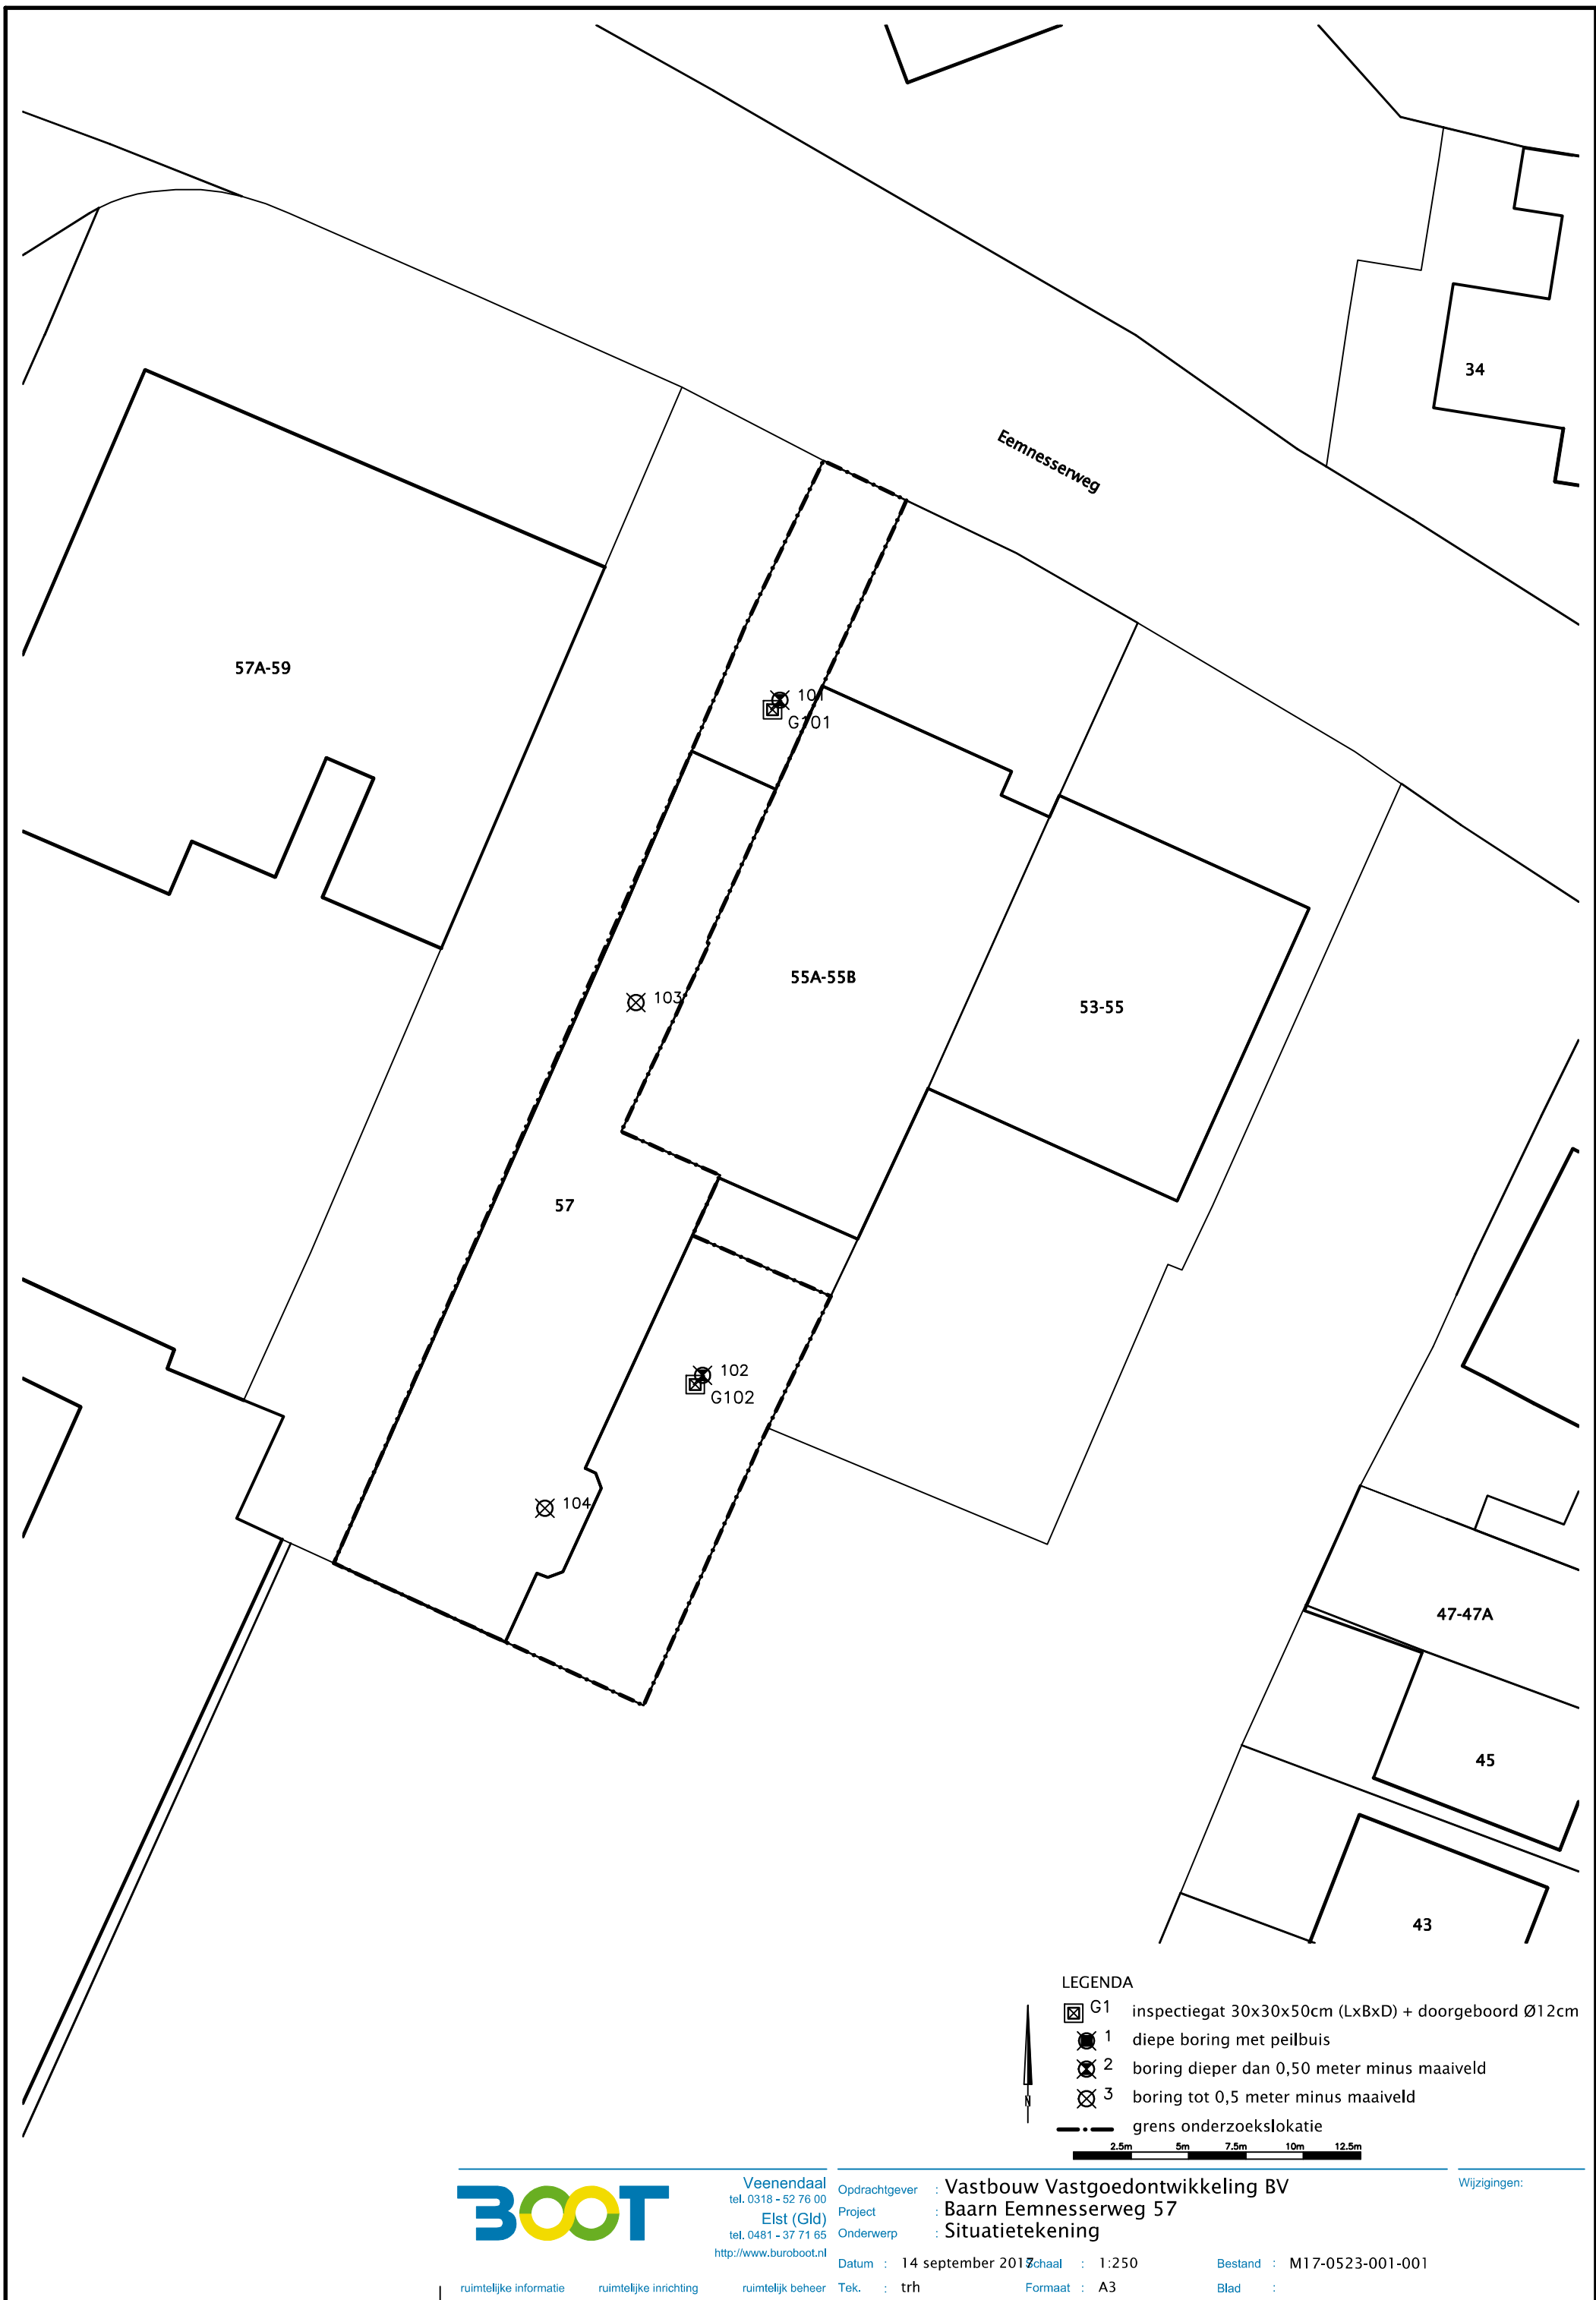 34
Eemnesserweg
57A-59
101
G101
55A-55B
103
53-55
57
102
G102
104
47-47A
45
43
LEGENDA
G1 inspectiegat 30x30x50cm (LxBxD) + doorgeboord Ø12cm
1 diepe boring met peilbuis
2 boring dieper dan 0,50 meter minus maaiveld
3 boring tot 0,5 meter minus maaiveld
grens onderzoekslokatie
N
2.5m 5m 7.5m 10m 12.5m
BOOT
Veenendaal
tel. 0318 - 52 76 00
Elst (Gld)
tel. 0481 - 37 71 65
http://www.buroboot.nl
ruimtelijke informatie ruimtelijke inrichting ruimtelijk beheer
Opdrachtgever : Vastbouw Vastgoedontwikkeling BV
Project : Baarn Eemnesserweg 57
Onderwerp : Situatietekening
Datum : 14 september 2017 Schaal : 1:250 Bestand : M17-0523-001-001
Tek. : trh Formaat : A3 Blad :
Wijzigingen: